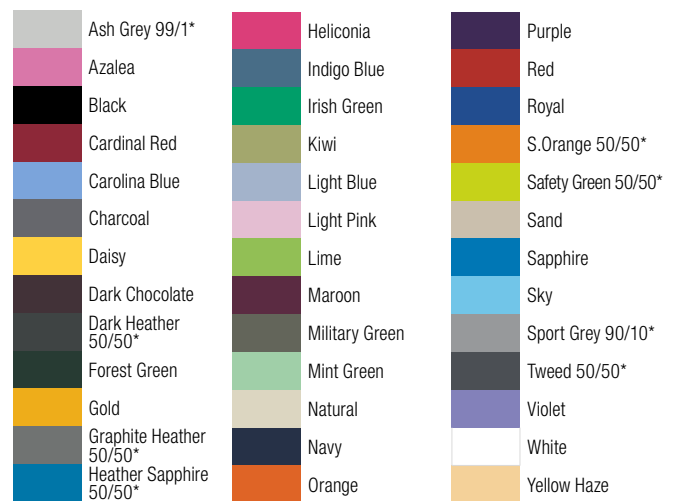 Ash Grey 99/1*
Azalea
Black
Cardinal Red
Carolina Blue
Charcoal
Daisy
Dark Chocolate
Dark Heather
50/50*
Forest Green
Gold
Graphite Heather
50/50*
Heather Sapphire
50/50*
Heliconia
Indigo Blue
Irish Green
Kiwi
Light Blue
Light Pink
Lime
Maroon
Military Green
Mint Green
Natural
Navy
Orange
Purple
Red
Royal
S.Orange 50/50*
Safety Green 50/50*
Sand
Sapphire
Sky
Sport Grey 90/10*
Tweed 50/50*
Violet
White
Yellow Haze